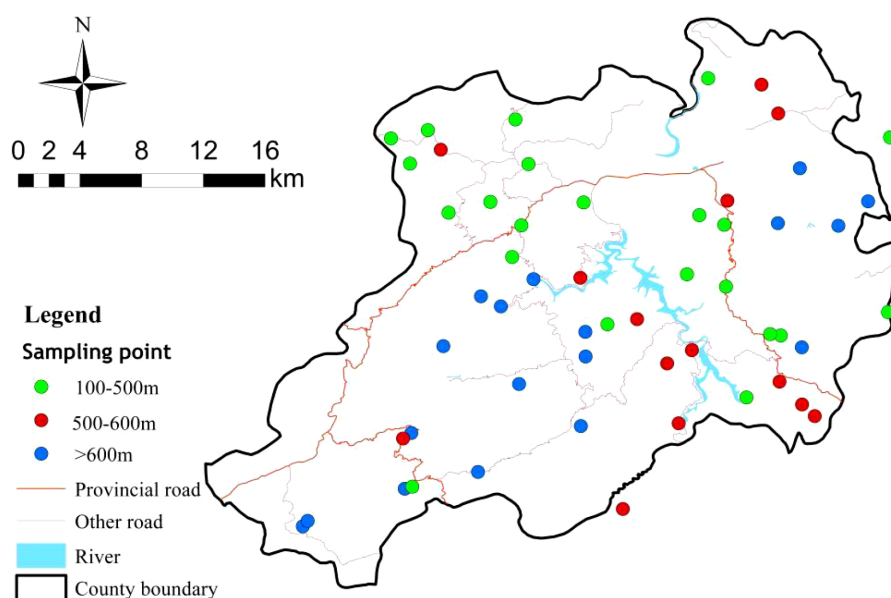 N
0 2 4 8 12 16
km
Legend
Sampling point
100-500m
500-600m
>600m
Provincial road
Other road
River
County boundary